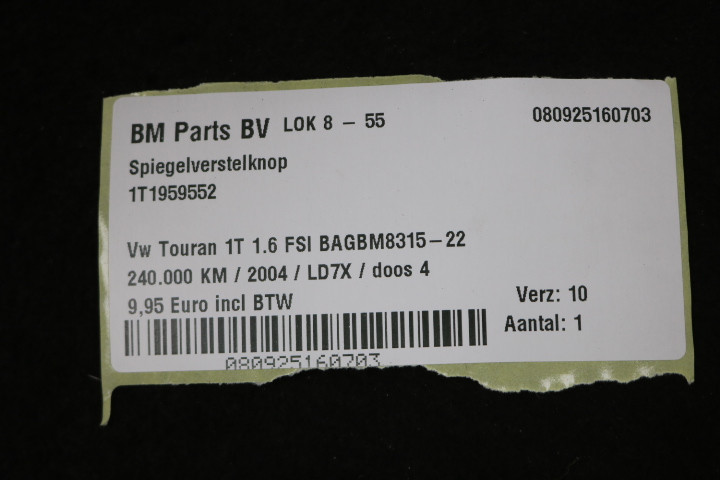 BM Parts BV LOK 8 - 55 080925160703
Spiegelverstelknop
1T1959552
Vw Touran 1T 1.6 FSI BAGBM8315-22
240.000 KM / 2004 / LD7X / doos 4
9,95 Euro incl BTW Verz: 10
Aantal: 1
080925160703